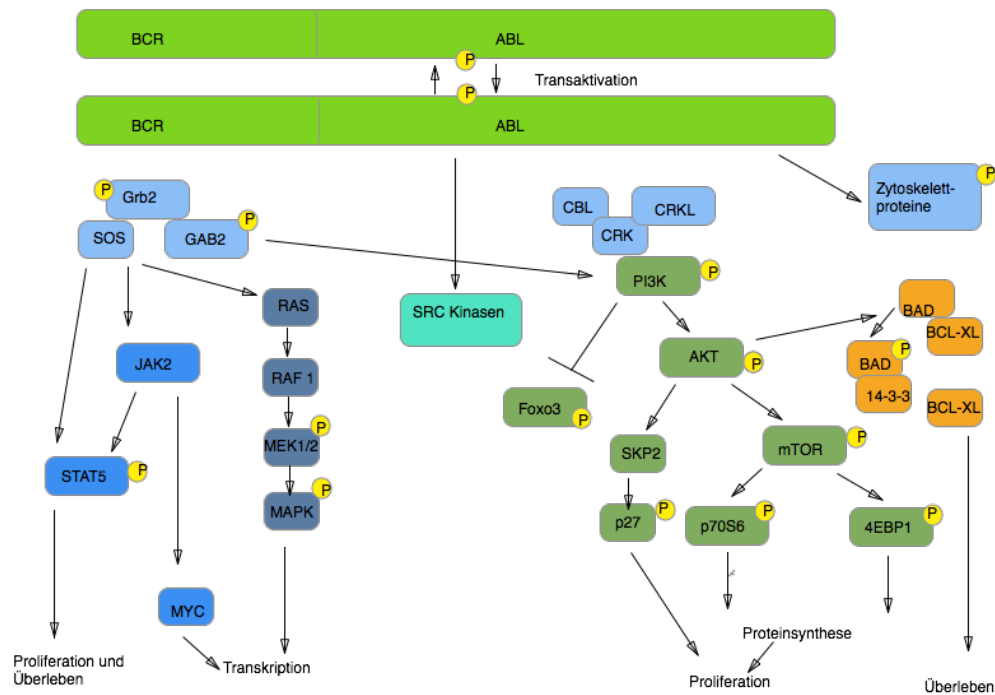 BCR ABL
P
Transaktivation
P
BCR ABL
P
Grb2
SOS
GAB2
P
CBL
CRKL
CRK
Zytoskelett-
proteine
P
PI3K
P
RAS
SRC Kinasen
BAD
BCL-XL
JAK2
RAF 1
AKT
P
BAD
P
14-3-3
Foxo3
P
BCL-XL
MEK1/2
P
STAT5
P
SKP2
mTOR
P
MAPK
P
p27
P
p70S6
P
4EBP1
P
MYC
Proteinsynthese
Proliferation und
Überleben
Transkription
Proliferation
Überleben